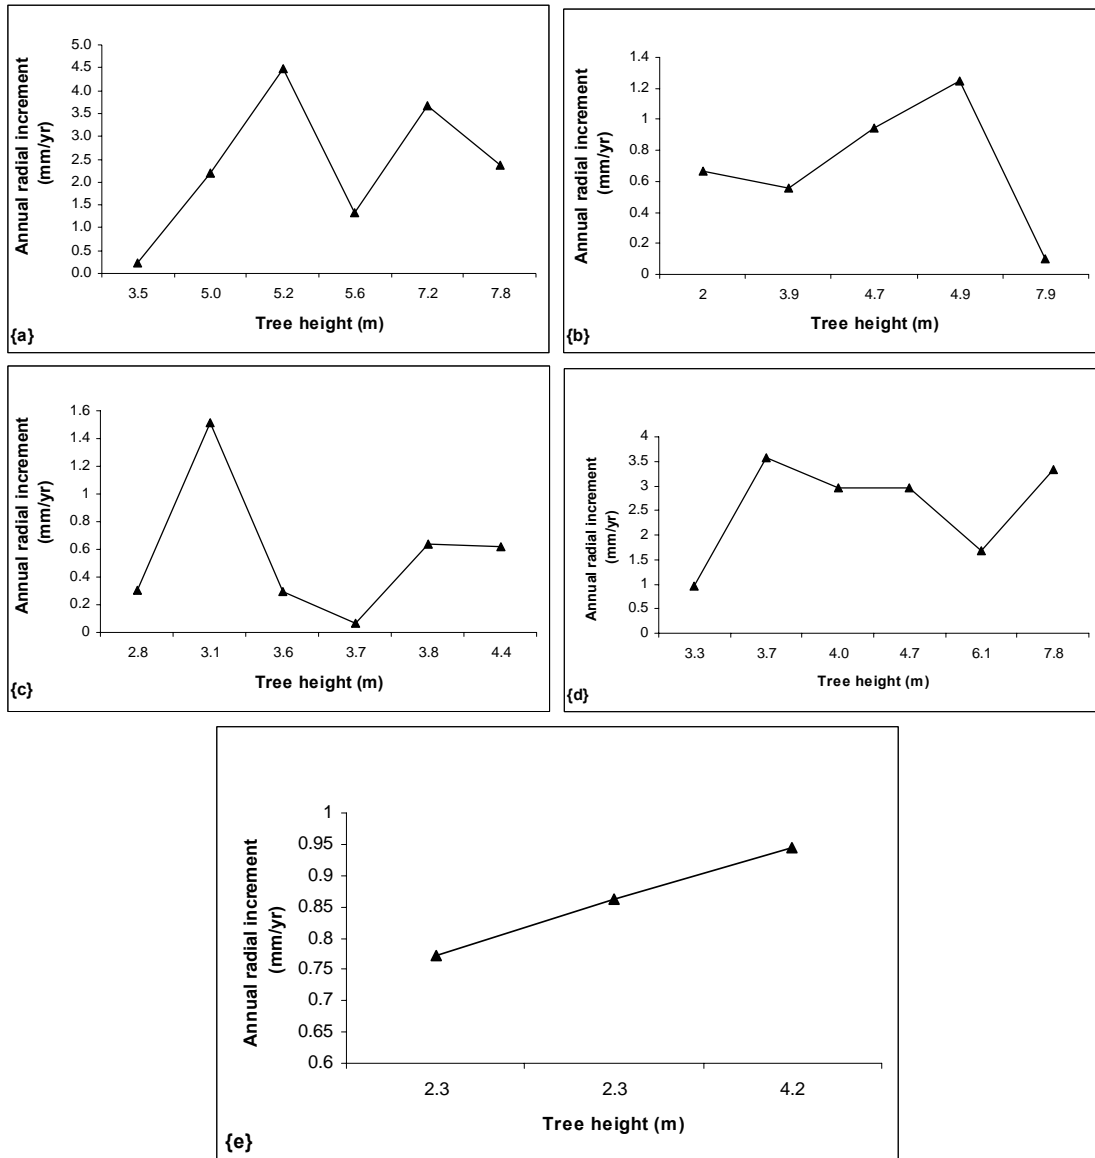 Annual radial increment
(mm/yr)
5.0
4.5
4.0
3.5
3.0
2.5
2.0
1.5
1.0
0.5
0.0
3.5 5.0 5.2 5.6 7.2 7.8
Tree height (m)
{a}
Annual radial increment
(mm/yr)
1.4
1.2
1
0.8
0.6
0.4
0.2
0
2 3.9 4.7 4.9 7.9
Tree height (m)
{b}
Annual radial increment
(mm/yr)
1.6
1.4
1.2
1
0.8
0.6
0.4
0.2
0
2.8 3.1 3.6 3.7 3.8 4.4
Tree height (m)
{c}
Annual radial increment
(mm/yr)
4
3.5
3
2.5
2
1.5
1
0.5
0
3.3 3.7 4.0 4.7 6.1 7.8
Tree height (m)
{d}
Annual radial increment
(mm/yr)
1
0.95
0.9
0.85
0.8
0.75
0.7
0.65
0.6
2.3 2.3 4.2
Tree height (m)
{e}